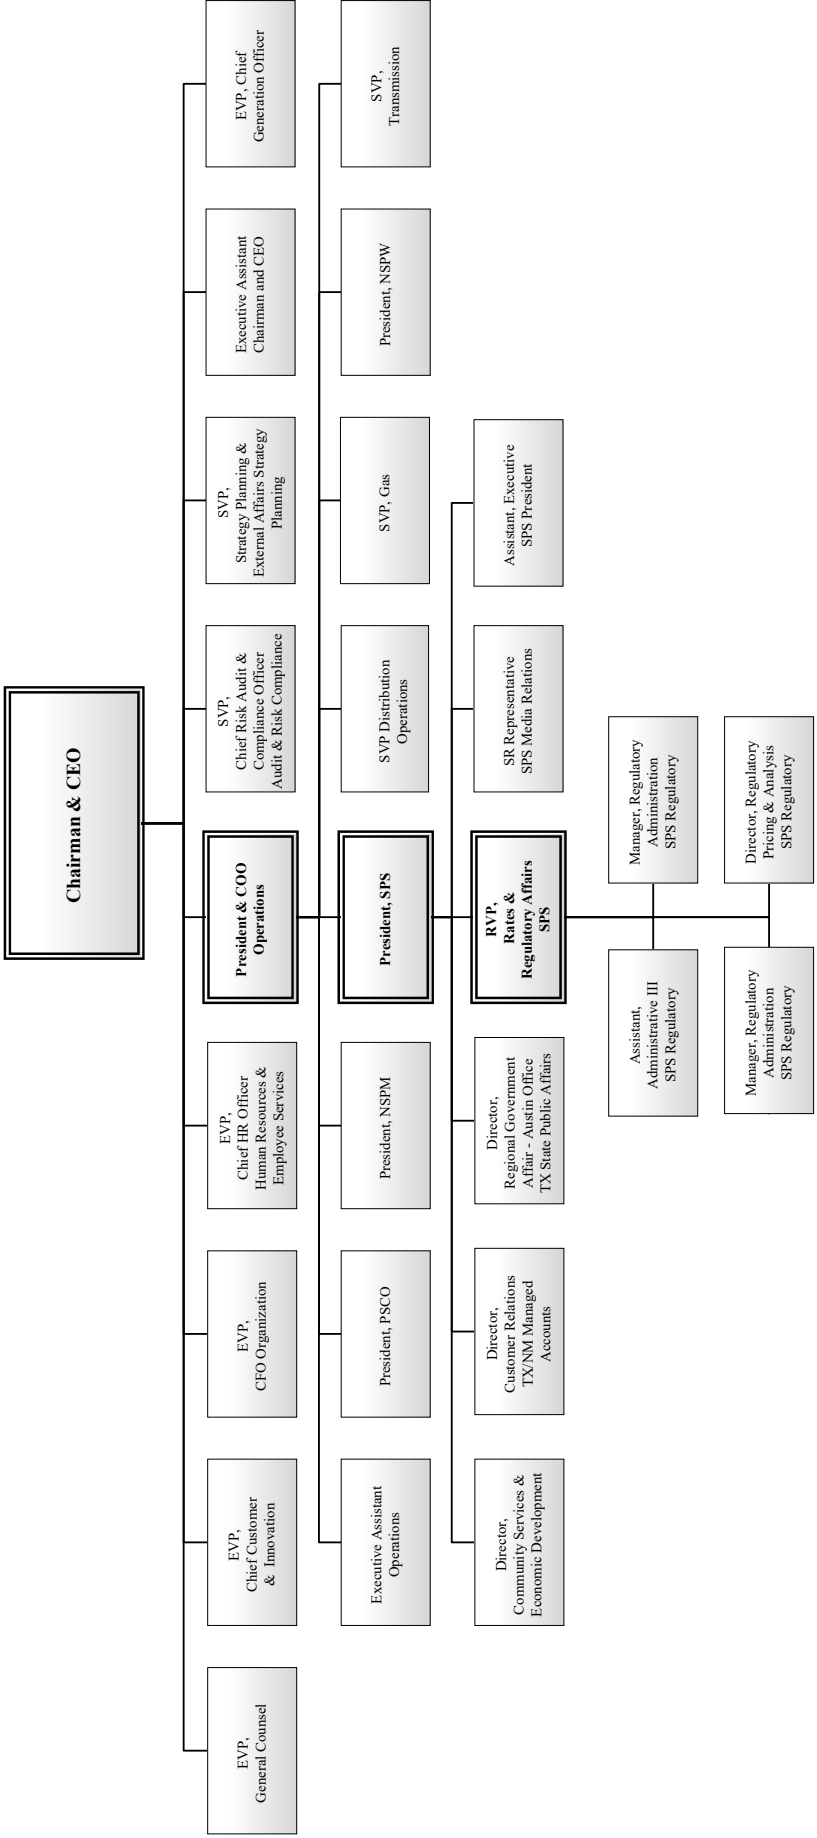 Chairman & CEO
EVP,
General Counsel
EVP,
Chief Customer
& Innovation
EVP,
CFO Organization
EVP,
Chief HR Officer
Human Resources &
Employee Services
President & COO
Operations
SVP,
Chief Risk Audit &
Compliance Officer
Audit & Risk Compliance
SVP,
Strategy Planning &
External Affairs Strategy
Planning
Executive Assistant
Chairman and CEO
EVP, Chief
Generation Officer
Executive Assistant
Operations
President, PSCO
President, NSPM
President, SPS
SVP Distribution
Operations
SVP, Gas
President, NSPW
SVP,
Transmission
Director,
Community Services &
Economic Development
Director,
Customer Relations
TX/NM Managed
Accounts
Director,
Regional Government
Affair - Austin Office
TX State Public Affairs
RVP,
Rates &
Regulatory Affairs
SPS
SR Representative
SPS Media Relations
Assistant, Executive
SPS President
Assistant,
Administrative III
SPS Regulatory
Manager, Regulatory
Administration
SPS Regulatory
Manager, Regulatory
Administration
SPS Regulatory
Director, Regulatory
Pricing & Analysis
SPS Regulatory